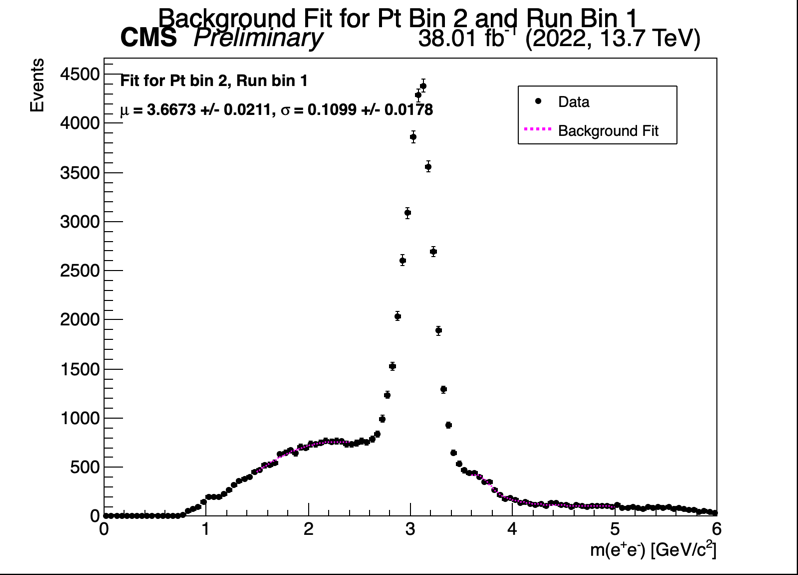 Background Fit for Pt Bin 2 and Run Bin 1
CMS Preliminary 38.01 fb⁻¹ (2022, 13.7 TeV)
Events
Fit for Pt bin 2, Run bin 1
μ = 3.6673 +/- 0.0211, σ = 0.1099 +/- 0.0178
Data
Background Fit
4500
4000
3500
3000
2500
2000
1500
1000
500
0
0 1 2 3 4 5 6
m(e⁺e⁻) [GeV/c²]